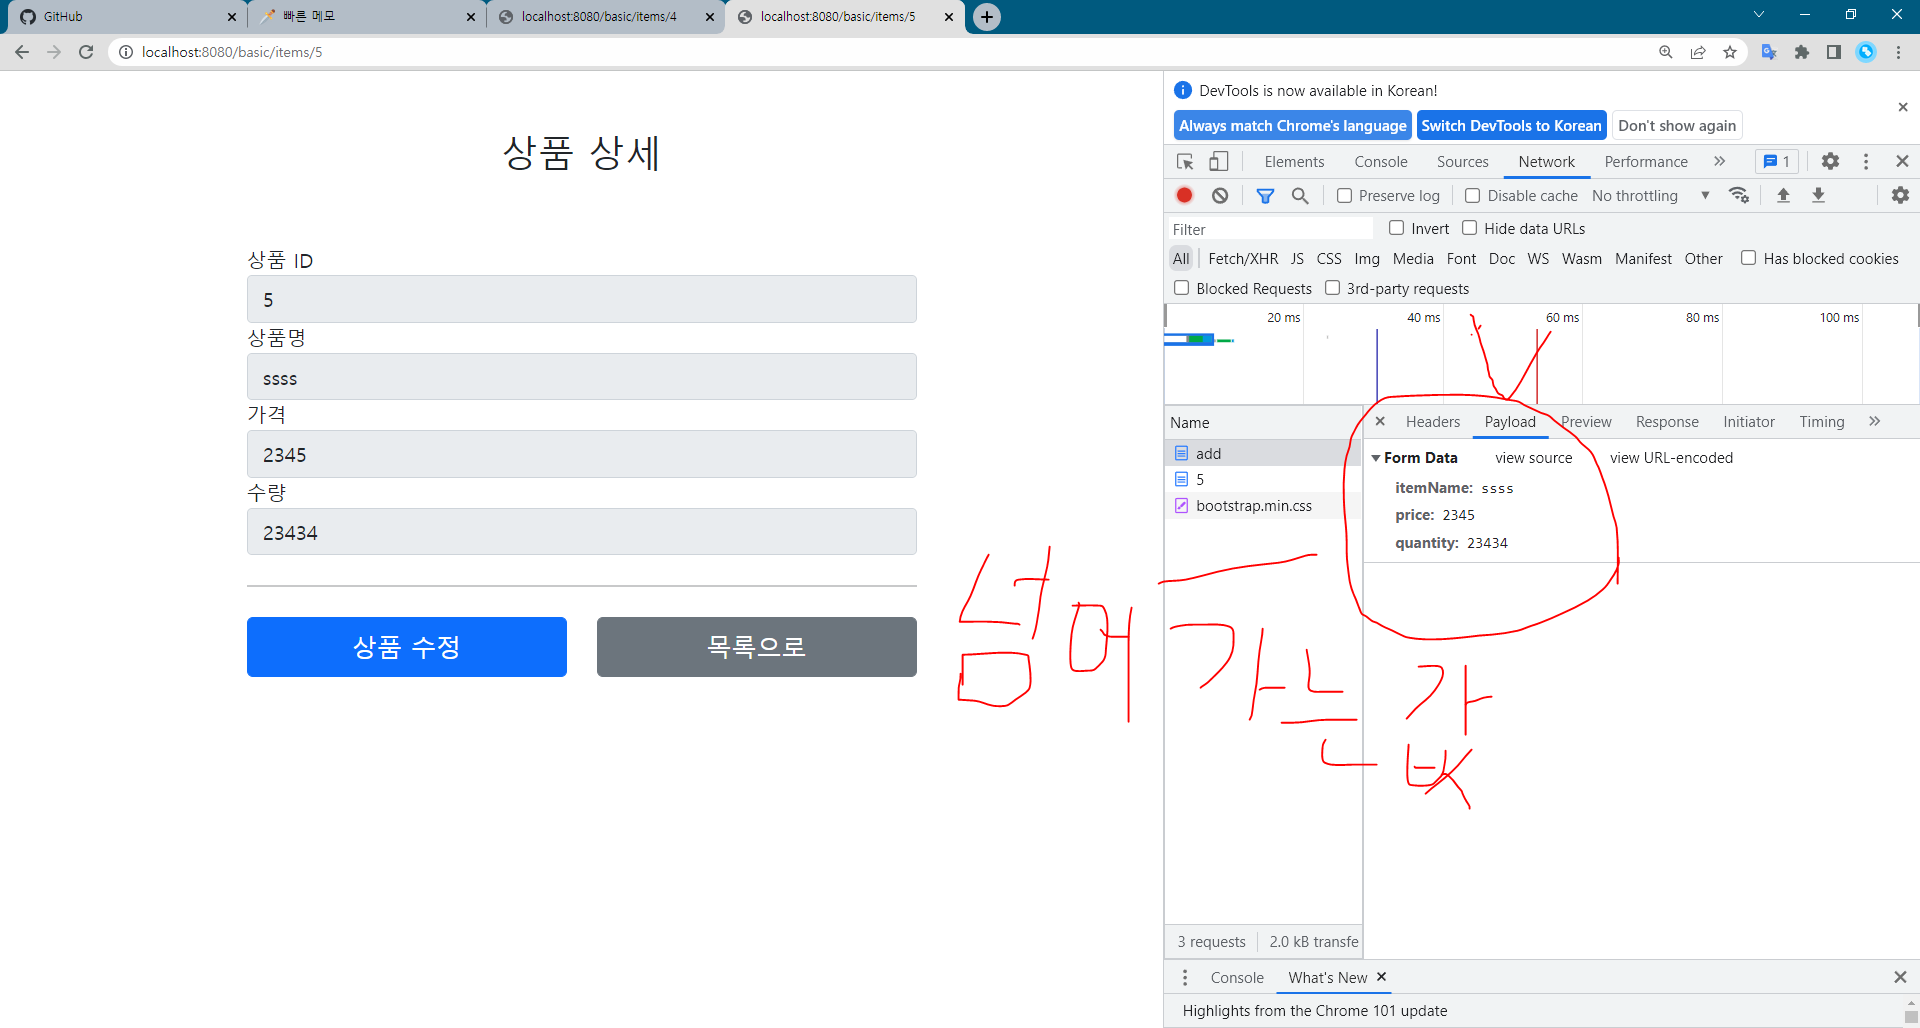 GitHub
빠른 메모
localhost:8080/basic/items/4
localhost:8080/basic/items/5
localhost:8080/basic/items/5
상품 상세
상품 ID
5
상품명
ssss
가격
2345
수량
23434
상품 수정
목록으로
DevTools is now available in Korean!
Always match Chrome's language
Switch DevTools to Korean
Don't show again
Elements Console Sources Network Performance 1
Preserve log Disable cache No throttling
Filter Invert Hide data URLs
All Fetch/XHR JS CSS Img Media Font Doc WS Wasm Manifest Other Has blocked cookies
Blocked Requests 3rd-party requests
20 ms 40 ms 60 ms 80 ms 100 ms
Name
add
5
bootstrap.min.css
Headers Payload Preview Response Initiator Timing
Form Data view source view URL-encoded
itemName: ssss
price: 2345
quantity: 23434
넘어가는 값
3 requests 2.0 kB transfe
Console What's New
Highlights from the Chrome 101 update